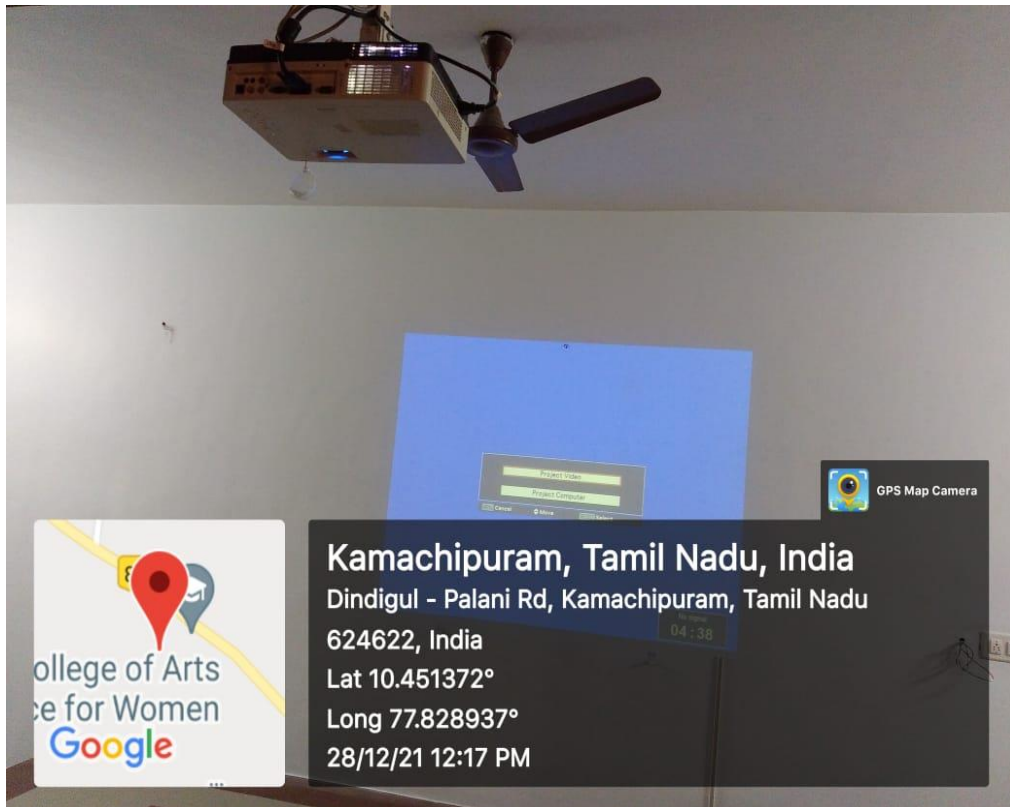 Project Video
Project Computer
Cancel
Move
Select
GPS Map Camera
Kamachipuram, Tamil Nadu, India
Dindigul - Palani Rd, Kamachipuram, Tamil Nadu
624622, India
Lat 10.451372°
Long 77.828937°
28/12/21 12:17 PM
No Signal
04:38
8
ollege of Arts
ce for Women
Google